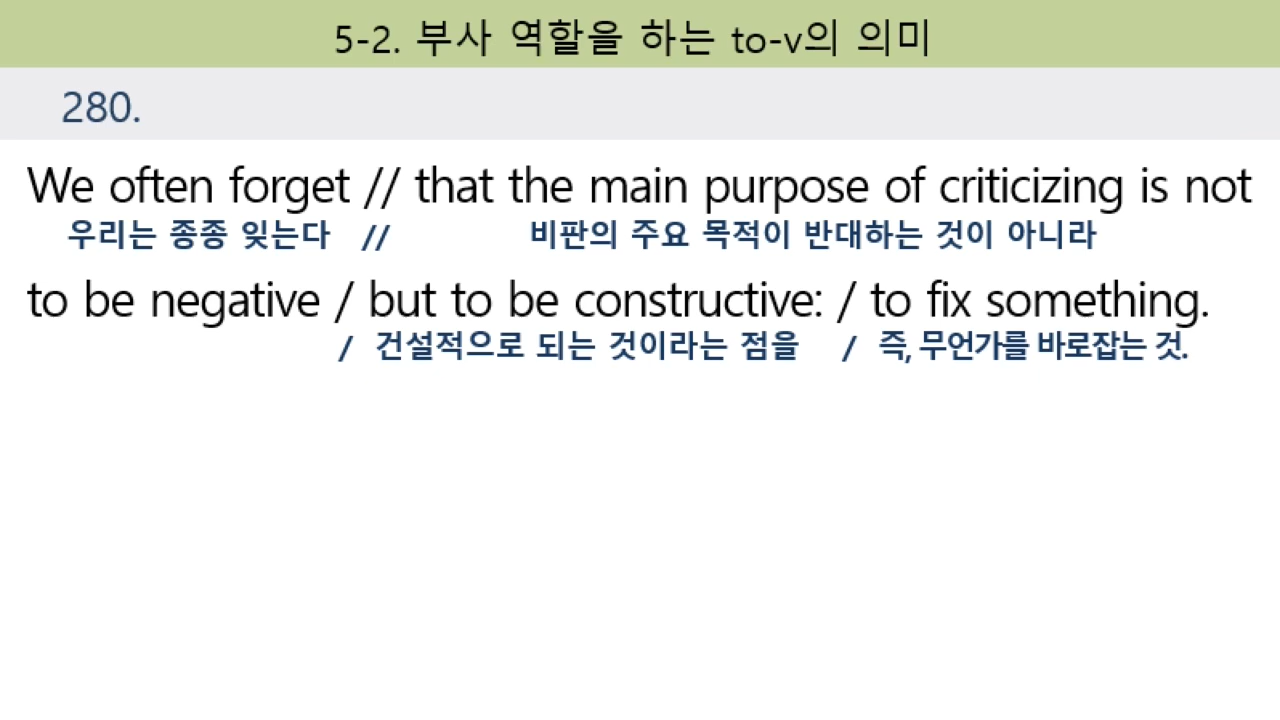 5-2. 부사 역할을 하는 to-v의 의미
280.
We often forget // that the main purpose of criticizing is not
우리는 종종 잊는다 // 비판의 주요 목적이 반대하는 것이 아니라
to be negative / but to be constructive: / to fix something.
/ 건설적으로 되는 것이라는 점을 / 즉, 무언가를 바로잡는 것.